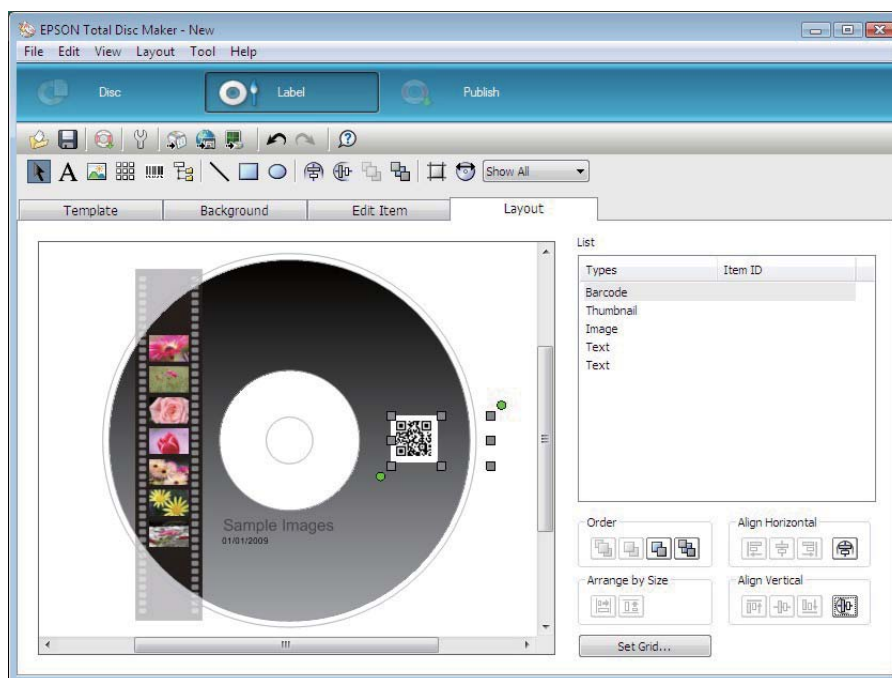 EPSON Total Disc Maker - New
File Edit View Layout Tool Help
Disc Label Publish
Show All
Template Background Edit Item Layout
List
Types Item ID
Barcode
Thumbnail
Image
Text
Text
Sample Images
01/01/2009
Order Align Horizontal
Arrange by Size Align Vertical
Set Grid...